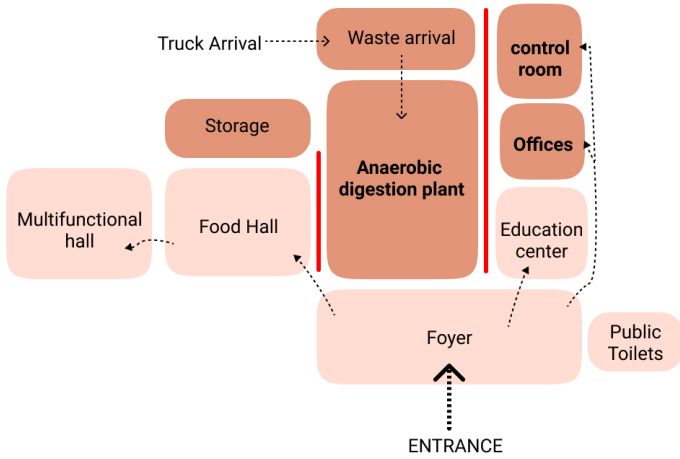 Truck Arrival
Waste arrival
control
room
Storage
Offices
Anaerobic
digestion plant
Multifunctional
hall
Food Hall
Education
center
Foyer
Public
Toilets
ENTRANCE